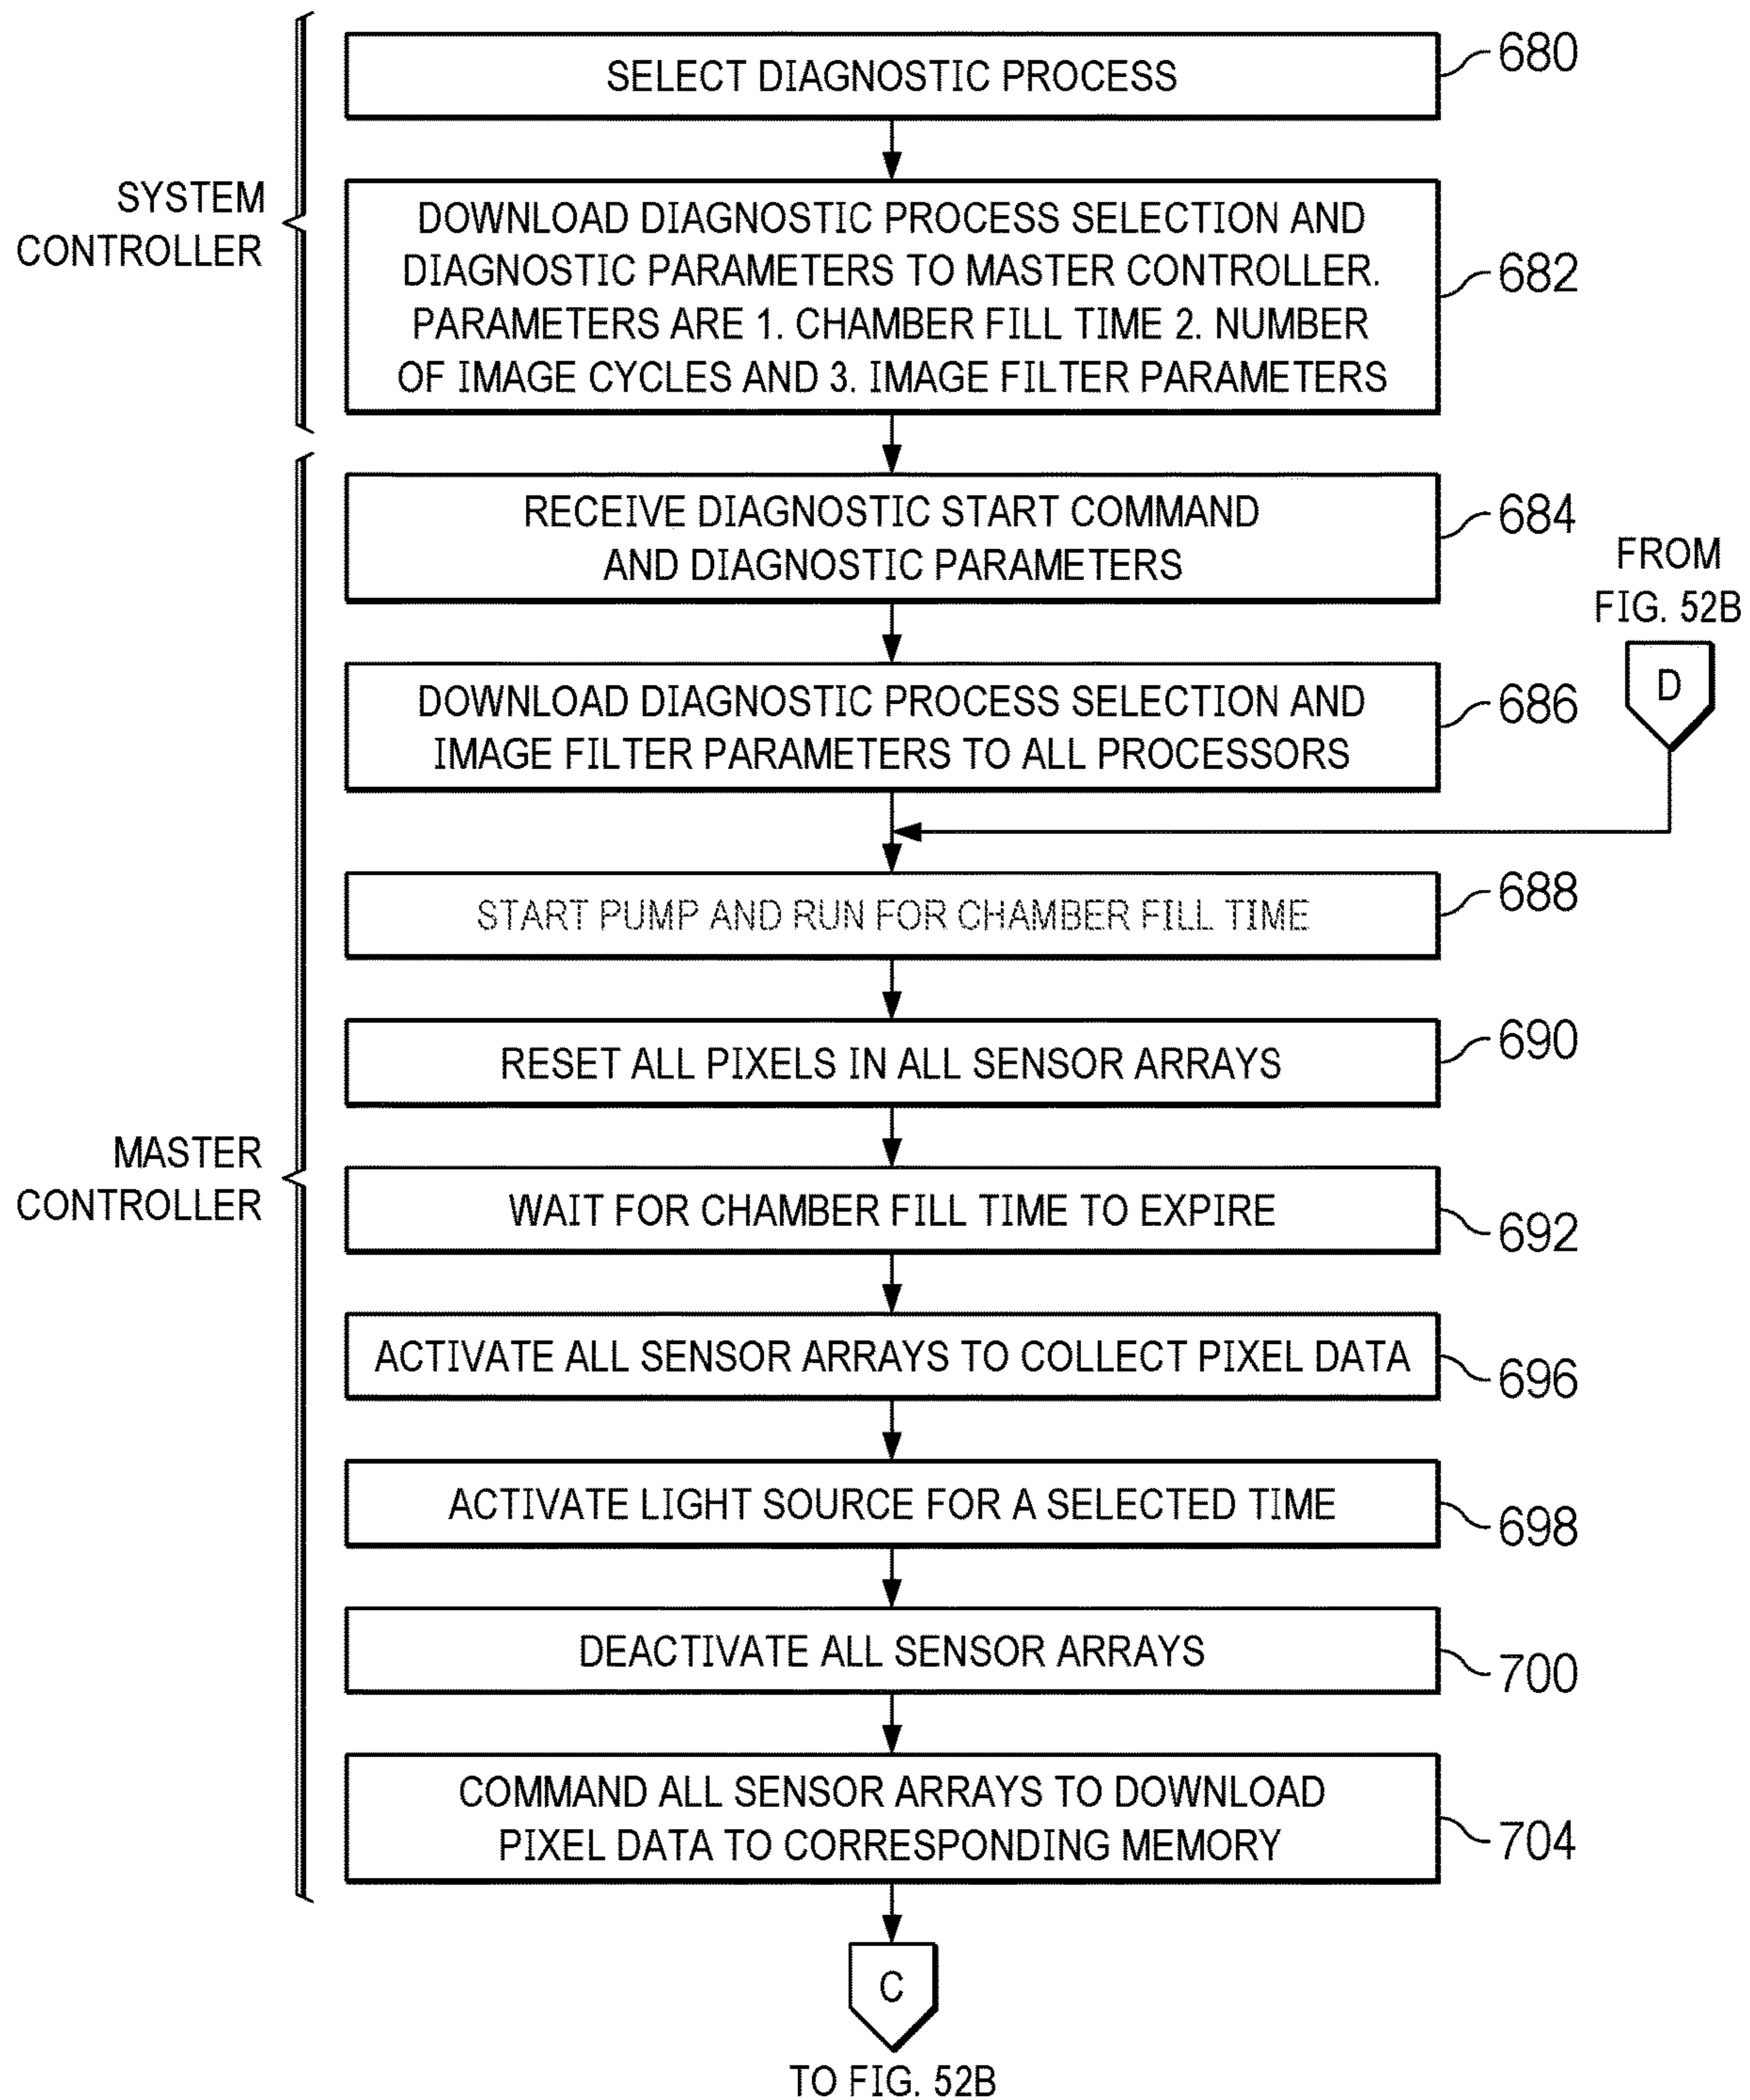 680
SELECT DIAGNOSTIC PROCESS
SYSTEM
CONTROLLER
DOWNLOAD DIAGNOSTIC PROCESS SELECTION AND
DIAGNOSTIC PARAMETERS TO MASTER CONTROLLER.
PARAMETERS ARE 1. CHAMBER FILL TIME 2. NUMBER
OF IMAGE CYCLES AND 3. IMAGE FILTER PARAMETERS
682
RECEIVE DIAGNOSTIC START COMMAND
AND DIAGNOSTIC PARAMETERS
684
FROM
FIG. 52B
D
DOWNLOAD DIAGNOSTIC PROCESS SELECTION AND
IMAGE FILTER PARAMETERS TO ALL PROCESSORS
686
START PUMP AND RUN FOR CHAMBER FILL TIME
688
RESET ALL PIXELS IN ALL SENSOR ARRAYS
690
MASTER
CONTROLLER
WAIT FOR CHAMBER FILL TIME TO EXPIRE
692
ACTIVATE ALL SENSOR ARRAYS TO COLLECT PIXEL DATA
696
ACTIVATE LIGHT SOURCE FOR A SELECTED TIME
698
DEACTIVATE ALL SENSOR ARRAYS
700
COMMAND ALL SENSOR ARRAYS TO DOWNLOAD
PIXEL DATA TO CORRESPONDING MEMORY
704
C
TO FIG. 52B